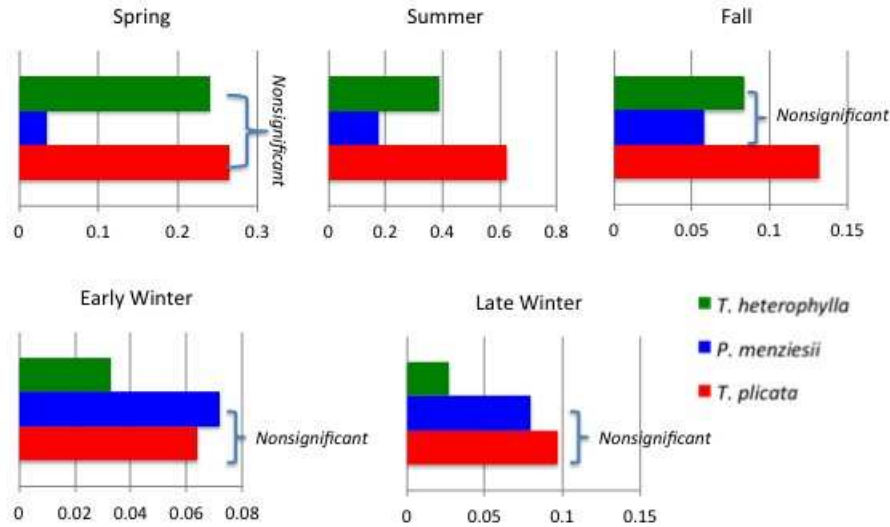 Spring
Nonsignificant
0 0.1 0.2 0.3
Summer
0 0.2 0.4 0.6 0.8
Fall
Nonsignificant
0 0.05 0.1 0.15
Early Winter
Nonsignificant
0 0.02 0.04 0.06 0.08
Late Winter
Nonsignificant
0 0.05 0.1 0.15
T. heterophylla
P. menziesii
T. plicata